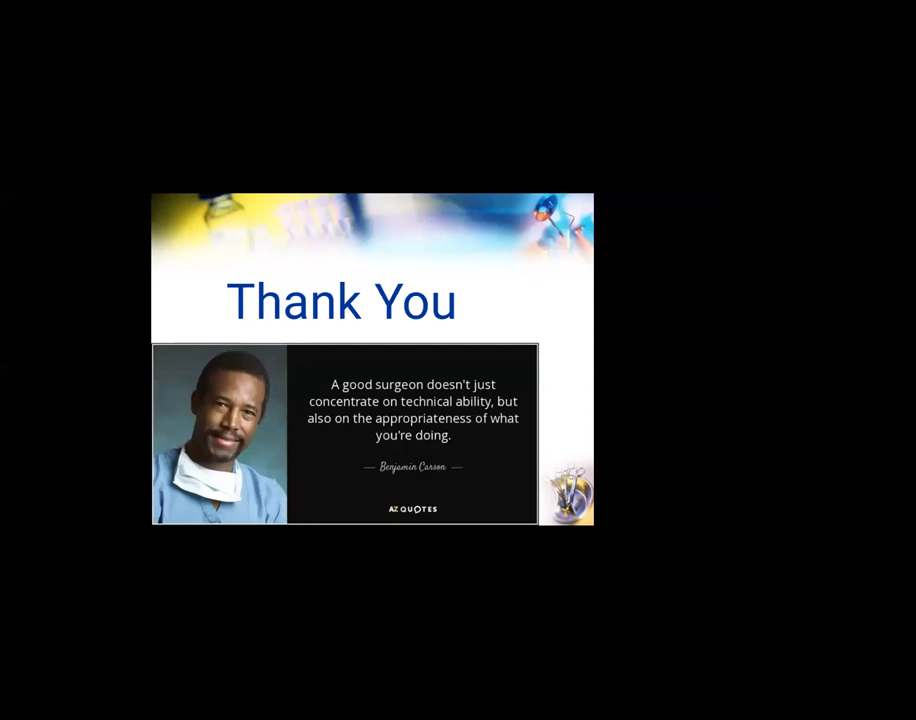 Thank You
A good surgeon doesn't just
concentrate on technical ability, but
also on the appropriateness of what
you're doing.
Benjamin Carson
AZ QUOTES